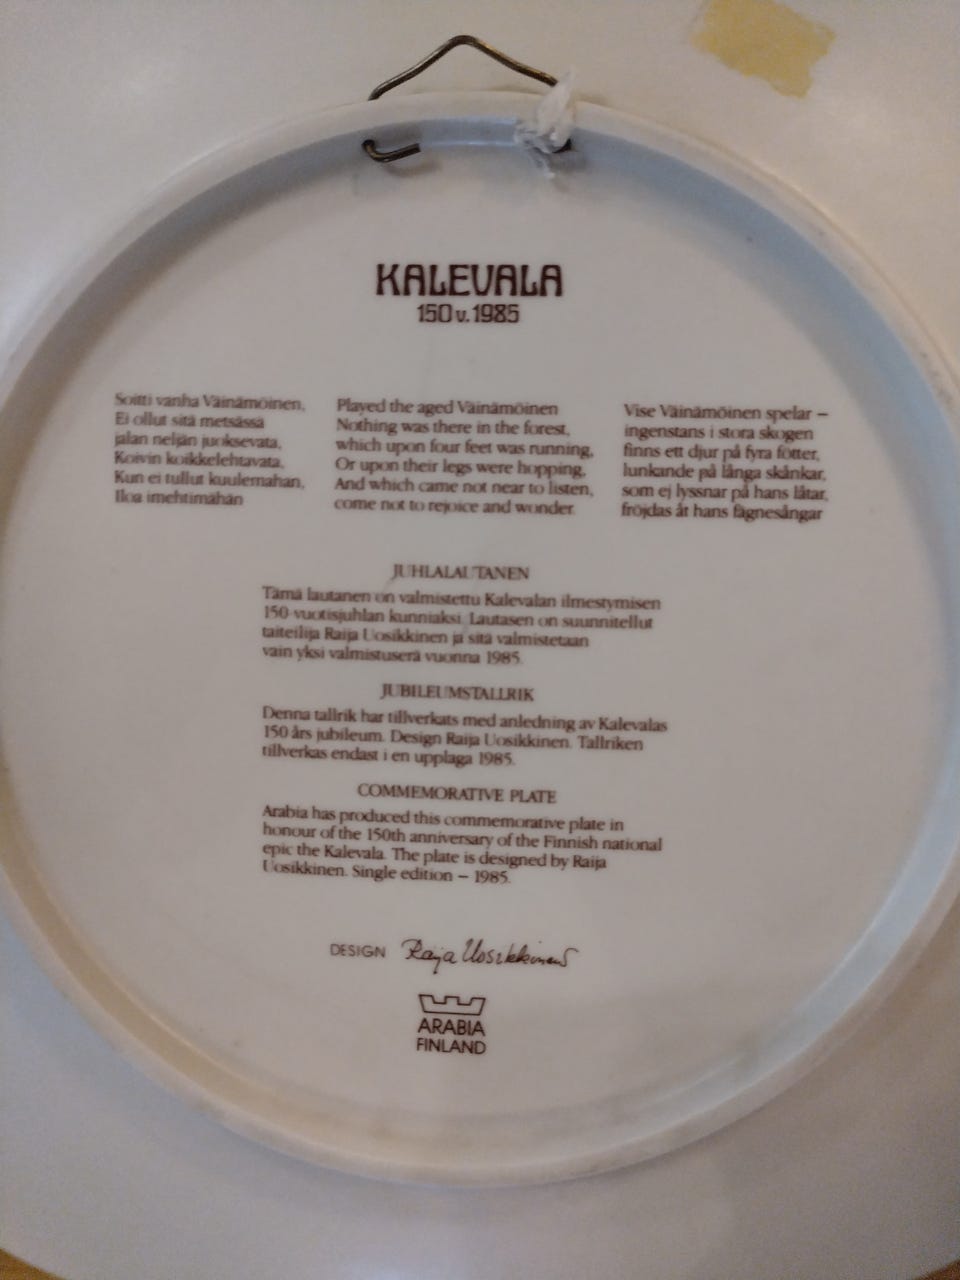 KALEVALA
150 v. 1985
Soitti vanha Väinämöinen,
Ei ollut sitä metsässä
jalan neljän juoksevata,
Koivin koikkelehtavata,
Kun ei tullut kuulemahan,
Iloa imehtimähän
Played the aged Väinämöinen
Nothing was there in the forest,
which upon four feet was running,
Or upon their legs were hopping,
And which came not near to listen,
come not to rejoice and wonder.
Vise Väinämöinen spelar –
ingenstans i stora skogen
finns ett djur på fyra fötter,
lunkande på långa skånkar,
som ej lyssnar på hans låtar,
fröjdas åt hans fägnesångar
JUHLALAUTANEN
Tämä lautanen on valmistettu Kalevalan ilmestymisen
150-vuotisjuhlan kunniaksi. Lautasen on suunnitellut
taiteilija Raija Uosikkinen ja sitä valmistetaan
vain yksi valmistuserä vuonna 1985.
JUBILEUMSTALLRIK
Denna tallrik har tillverkats med anledning av Kalevalas
150 års jubileum. Design Raija Uosikkinen. Tallriken
tillverkas endast i en upplaga 1985.
COMMEMORATIVE PLATE
Arabia has produced this commemorative plate in
honour of the 150th anniversary of the Finnish national
epic the Kalevala. The plate is designed by Raija
Uosikkinen. Single edition – 1985.
DESIGN Raija Uosikkinen
ARABIA
FINLAND